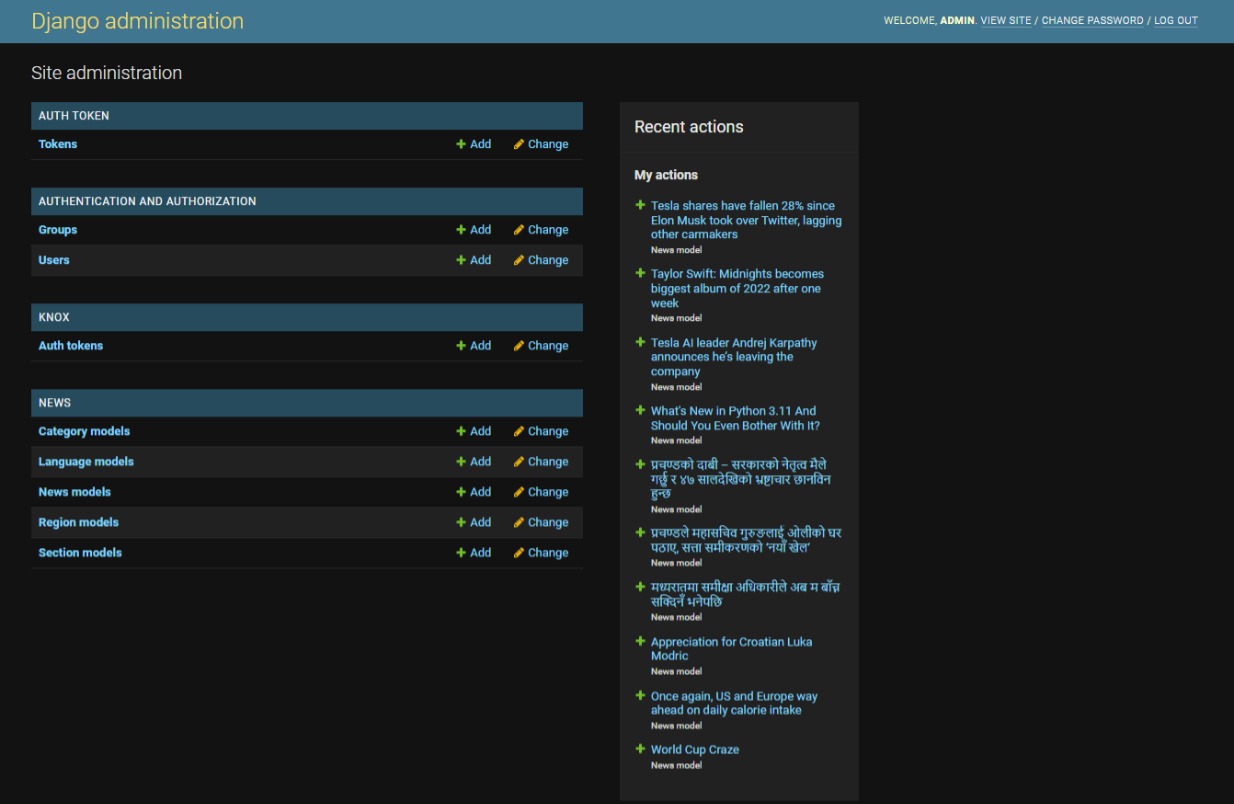 Django administration
WELCOME, ADMIN. VIEW SITE / CHANGE PASSWORD / LOG OUT
Site administration
AUTH TOKEN
Tokens Add Change
AUTHENTICATION AND AUTHORIZATION
Groups Add Change
Users Add Change
KNOX
Auth tokens Add Change
NEWS
Category models Add Change
Language models Add Change
News models Add Change
Region models Add Change
Section models Add Change
Recent actions
My actions
Tesla shares have fallen 28% since
Elon Musk took over Twitter, lagging
other carmakers
News model
Taylor Swift: Midnights becomes
biggest album of 2022 after one
week
News model
Tesla AI leader Andrej Karpathy
announces he's leaving the
company
News model
What's New in Python 3.11 And
Should You Even Bother With It?
News model
प्रचण्डको दाबी – सरकारको नेतृत्व मैले
गर्छु र ४७ सालदेखिको भ्रष्टाचार छानविन
हुन्छ
News model
प्रचण्डले महासचिव गुरुङलाई ओलीको घर
पठाए, सत्ता समीकरणको 'नयाँ खेल'
News model
मध्यरातमा समीक्षा अधिकारीले अब म बाँच्न
सक्दिनँ भनेपछि
News model
Appreciation for Croatian Luka
Modric
News model
Once again, US and Europe way
ahead on daily calorie intake
News model
World Cup Craze
News model